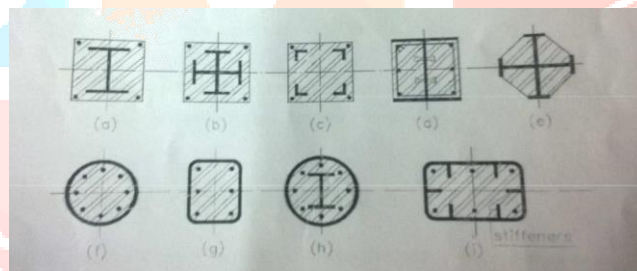 (a) (b) (c) (d) (e)
(f) (g) (h) (i)
stiffeners